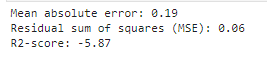 Mean absolute error: 0.19
Residual sum of squares (MSE): 0.06
R2-score: -5.87